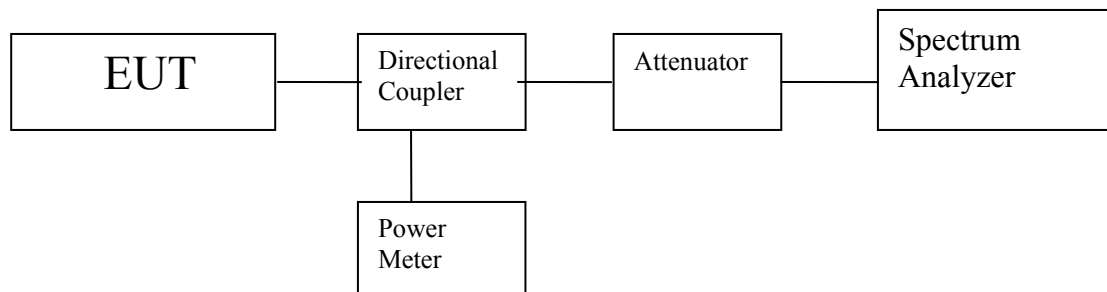 EUT
Directional
Coupler
Attenuator
Spectrum
Analyzer
Power
Meter